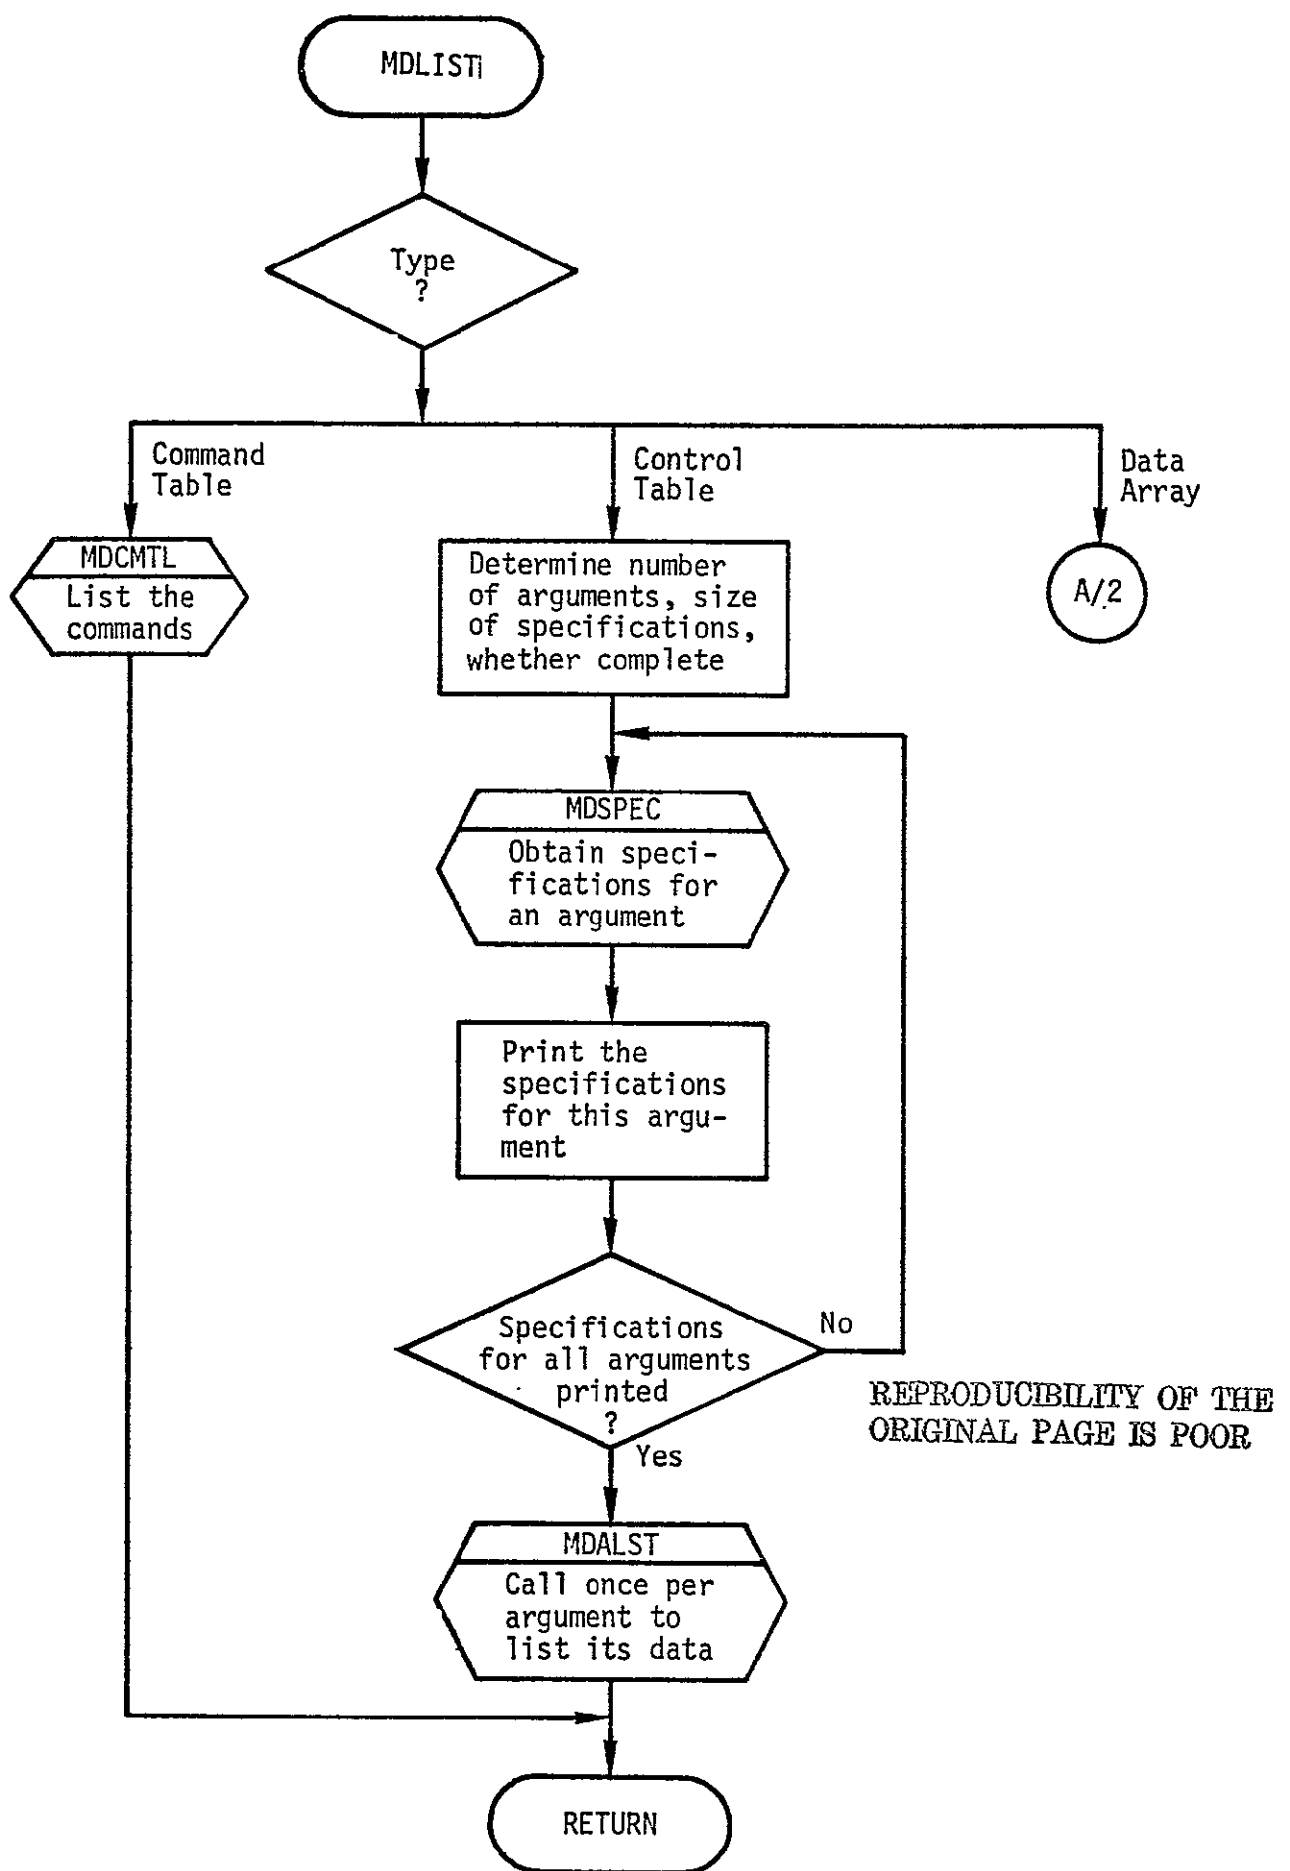 MDLIST
Type
?
Command
Table
Control
Table
Data
Array
MDCMTL
List the
commands
Determine number
of arguments, size
of specifications,
whether complete
A/2
MDSPEC
Obtain speci-
fications for
an argument
Print the
specifications
for this argu-
ment
Specifications
for all arguments
printed
?
No
Yes
REPRODUCIBILITY OF THE
ORIGINAL PAGE IS POOR
MDALST
Call once per
argument to
list its data
RETURN